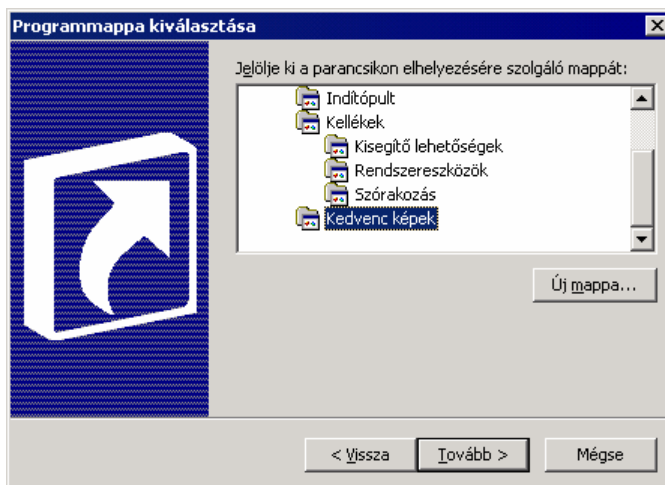 Programmappa kiválasztása
Jelölje ki a parancsikon elhelyezésére szolgáló mappát:
Indítópult
Kellékek
Kisegítő lehetőségek
Rendszereszközök
Szórakozás
Kedvenc képek
Új mappa...
< Vissza
Tovább >
Mégse